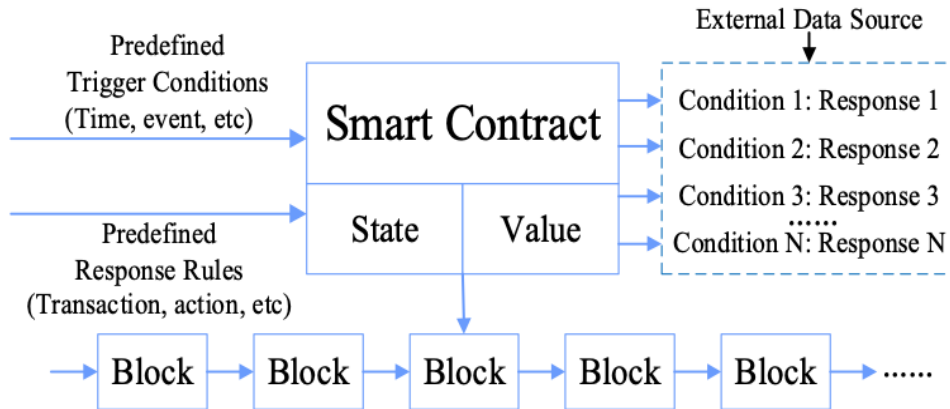 External Data Source
Predefined
Trigger Conditions
(Time, event, etc)
Smart Contract
State
Value
Condition 1: Response 1
Condition 2: Response 2
Condition 3: Response 3
......
Condition N: Response N
Predefined
Response Rules
(Transaction, action, etc)
Block
Block
Block
Block
Block
......